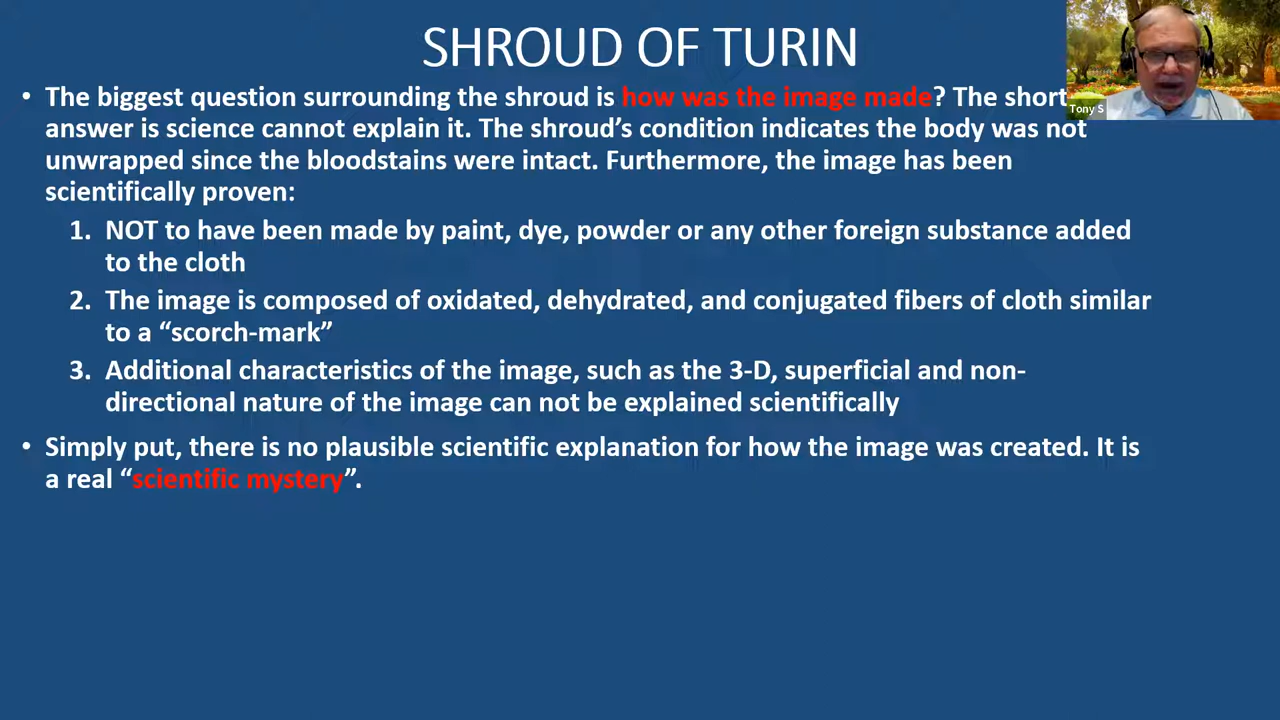 SHROUD OF TURIN
• The biggest question surrounding the shroud is how was the image made? The short
answer is science cannot explain it. The shroud’s condition indicates the body was not
unwrapped since the bloodstains were intact. Furthermore, the image has been
scientifically proven:
1. NOT to have been made by paint, dye, powder or any other foreign substance added
to the cloth
2. The image is composed of oxidated, dehydrated, and conjugated fibers of cloth similar
to a “scorch-mark”
3. Additional characteristics of the image, such as the 3-D, superficial and non-
directional nature of the image can not be explained scientifically
• Simply put, there is no plausible scientific explanation for how the image was created. It is
a real “scientific mystery”.
Tony S